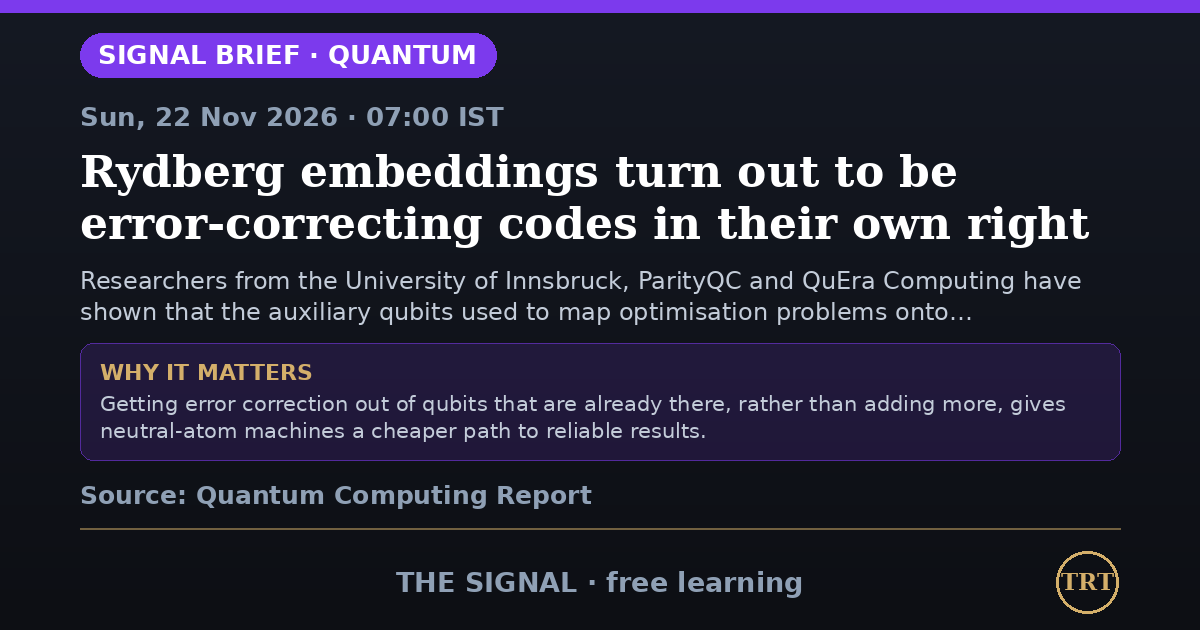 SIGNAL BRIEF · QUANTUM
Sun, 22 Nov 2026 · 07:00 IST
Rydberg embeddings turn out to be
error-correcting codes in their own right
Researchers from the University of Innsbruck, ParityQC and QuEra Computing have
shown that the auxiliary qubits used to map optimisation problems onto…
WHY IT MATTERS
Getting error correction out of qubits that are already there, rather than adding more, gives
neutral-atom machines a cheaper path to reliable results.
Source: Quantum Computing Report
THE SIGNAL · free learning
TRT